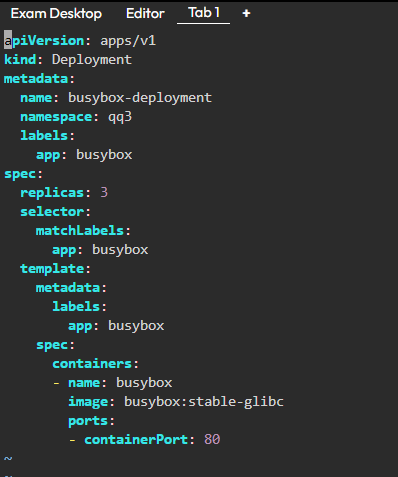 Exam Desktop Editor Tab 1 +
apiVersion: apps/v1
kind: Deployment
metadata:
  name: busybox-deployment
  namespace: qq3
  labels:
    app: busybox
spec:
  replicas: 3
  selector:
    matchLabels:
      app: busybox
  template:
    metadata:
      labels:
        app: busybox
    spec:
      containers:
      - name: busybox
        image: busybox:stable-glibc
        ports:
        - containerPort: 80
~
~